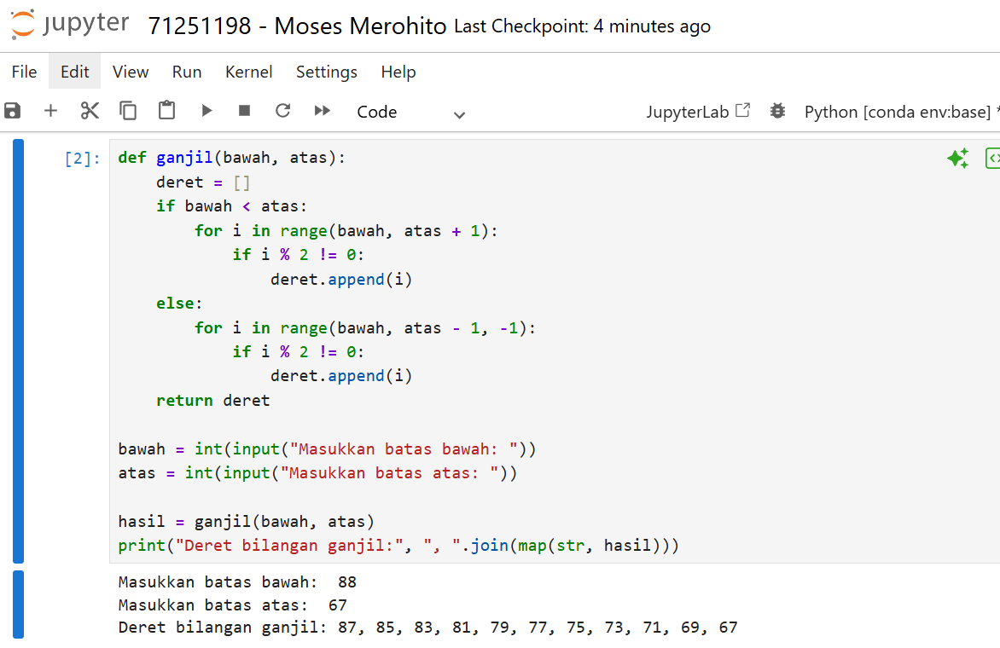 jupyter 71251198 - Moses Merohito Last Checkpoint: 4 minutes ago
File Edit View Run Kernel Settings Help
Code JupyterLab Python [conda env:base] *
[2]: def ganjil(bawah, atas):
    deret = []
    if bawah < atas:
        for i in range(bawah, atas + 1):
            if i % 2 != 0:
                deret.append(i)
    else:
        for i in range(bawah, atas - 1, -1):
            if i % 2 != 0:
                deret.append(i)
    return deret
bawah = int(input("Masukkan batas bawah: "))
atas = int(input("Masukkan batas atas: "))
hasil = ganjil(bawah, atas)
print("Deret bilangan ganjil:", ", ".join(map(str, hasil)))
Masukkan batas bawah:  88
Masukkan batas atas:  67
Deret bilangan ganjil: 87, 85, 83, 81, 79, 77, 75, 73, 71, 69, 67